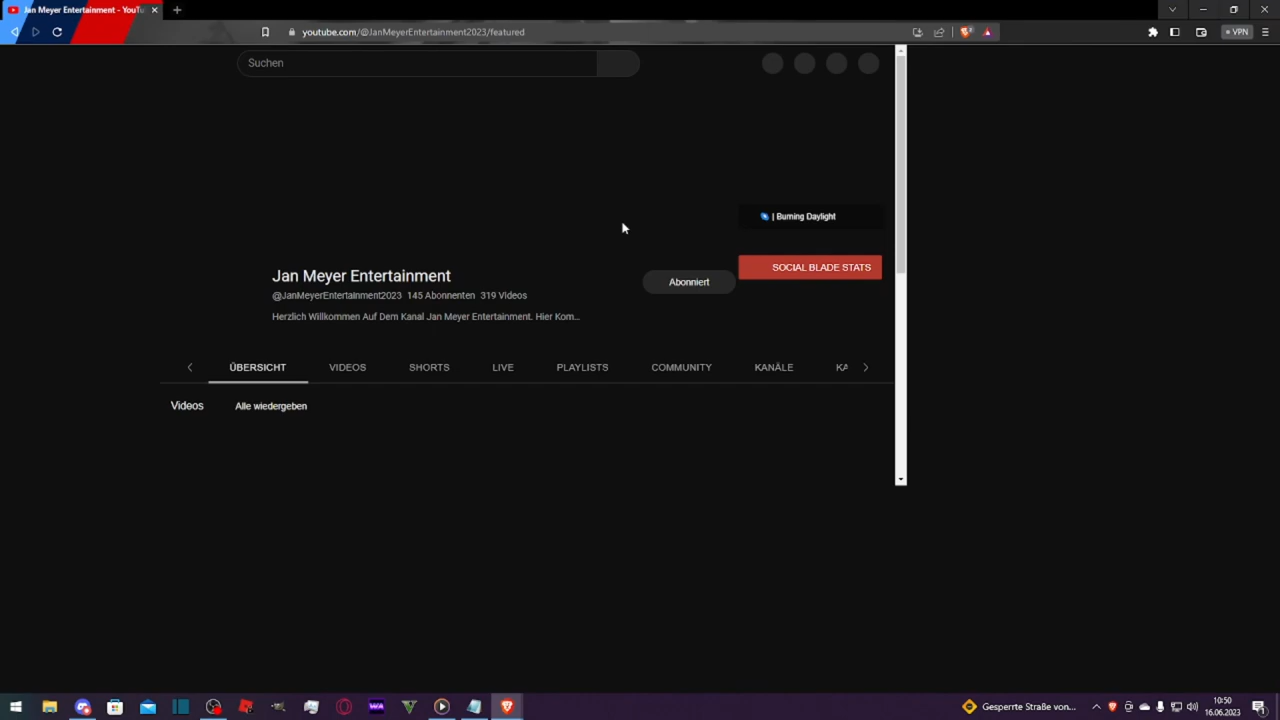 Jan Meyer Entertainment - YouTu
youtube.com/@JanMeyerEntertainment2023/featured
VPN
Suchen
| Burning Daylight
SOCIAL BLADE STATS
Jan Meyer Entertainment
@JanMeyerEntertainment2023 145 Abonnenten 319 Videos
Abonniert
Herzlich Willkommen Auf Dem Kanal Jan Meyer Entertainment. Hier Kom...
ÜBERSICHT VIDEOS SHORTS LIVE PLAYLISTS COMMUNITY KANÄLE KA
Videos Alle wiedergeben
Gesperrte Straße von...
10:50
16.06.2023